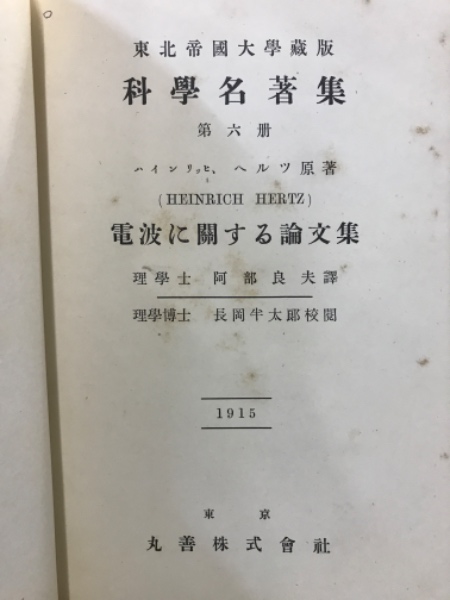 東北帝國大學藏版
科學名著集
第六册
ハインリッヒ、ヘルツ原著
(HEINRICH HERTZ)
電波に關する論文集
理學士 阿部良夫譯
理學博士 長岡半太郎校閲
1915
東京
丸善株式會社